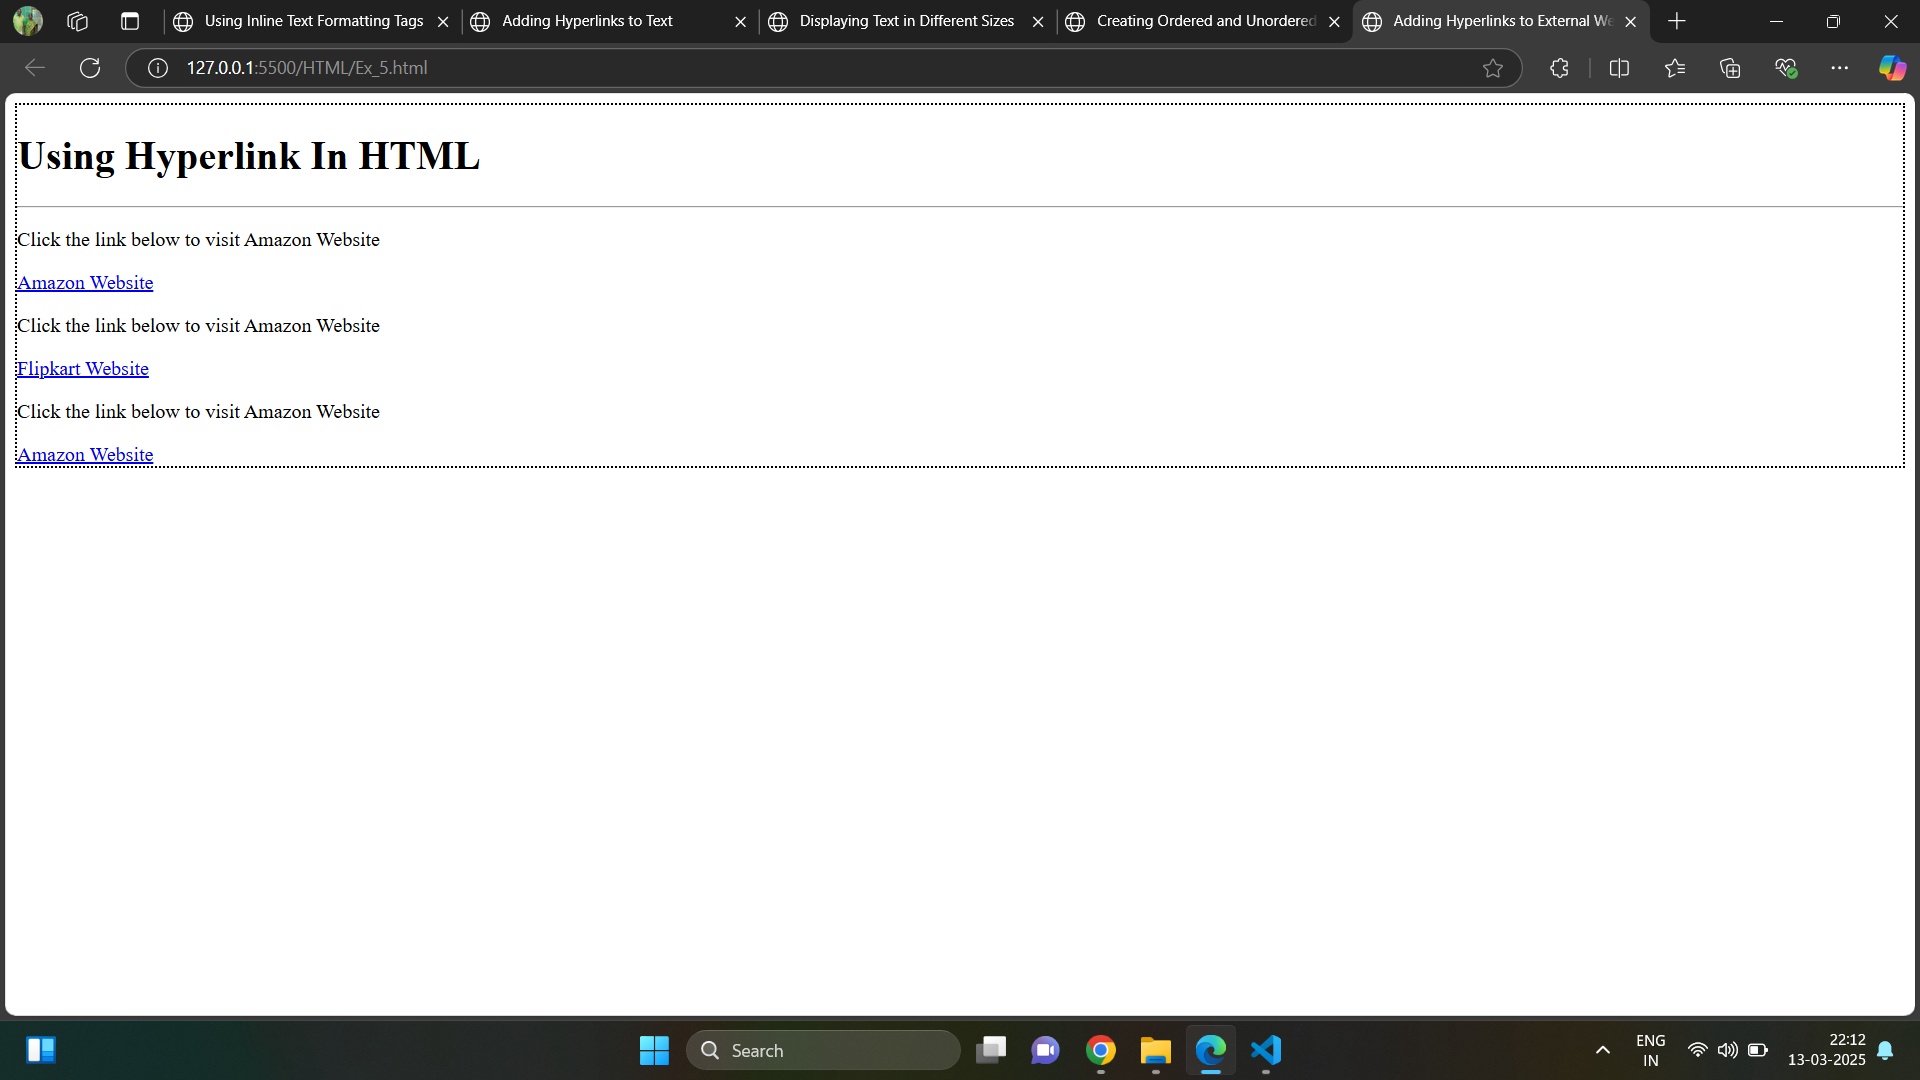 Using Inline Text Formatting Tags
Adding Hyperlinks to Text
Displaying Text in Different Sizes
Creating Ordered and Unordered
Adding Hyperlinks to External We
127.0.0.1:5500/HTML/Ex_5.html
Using Hyperlink In HTML
Click the link below to visit Amazon Website
Amazon Website
Click the link below to visit Amazon Website
Flipkart Website
Click the link below to visit Amazon Website
Amazon Website
Search
ENG
IN
22:12
13-03-2025